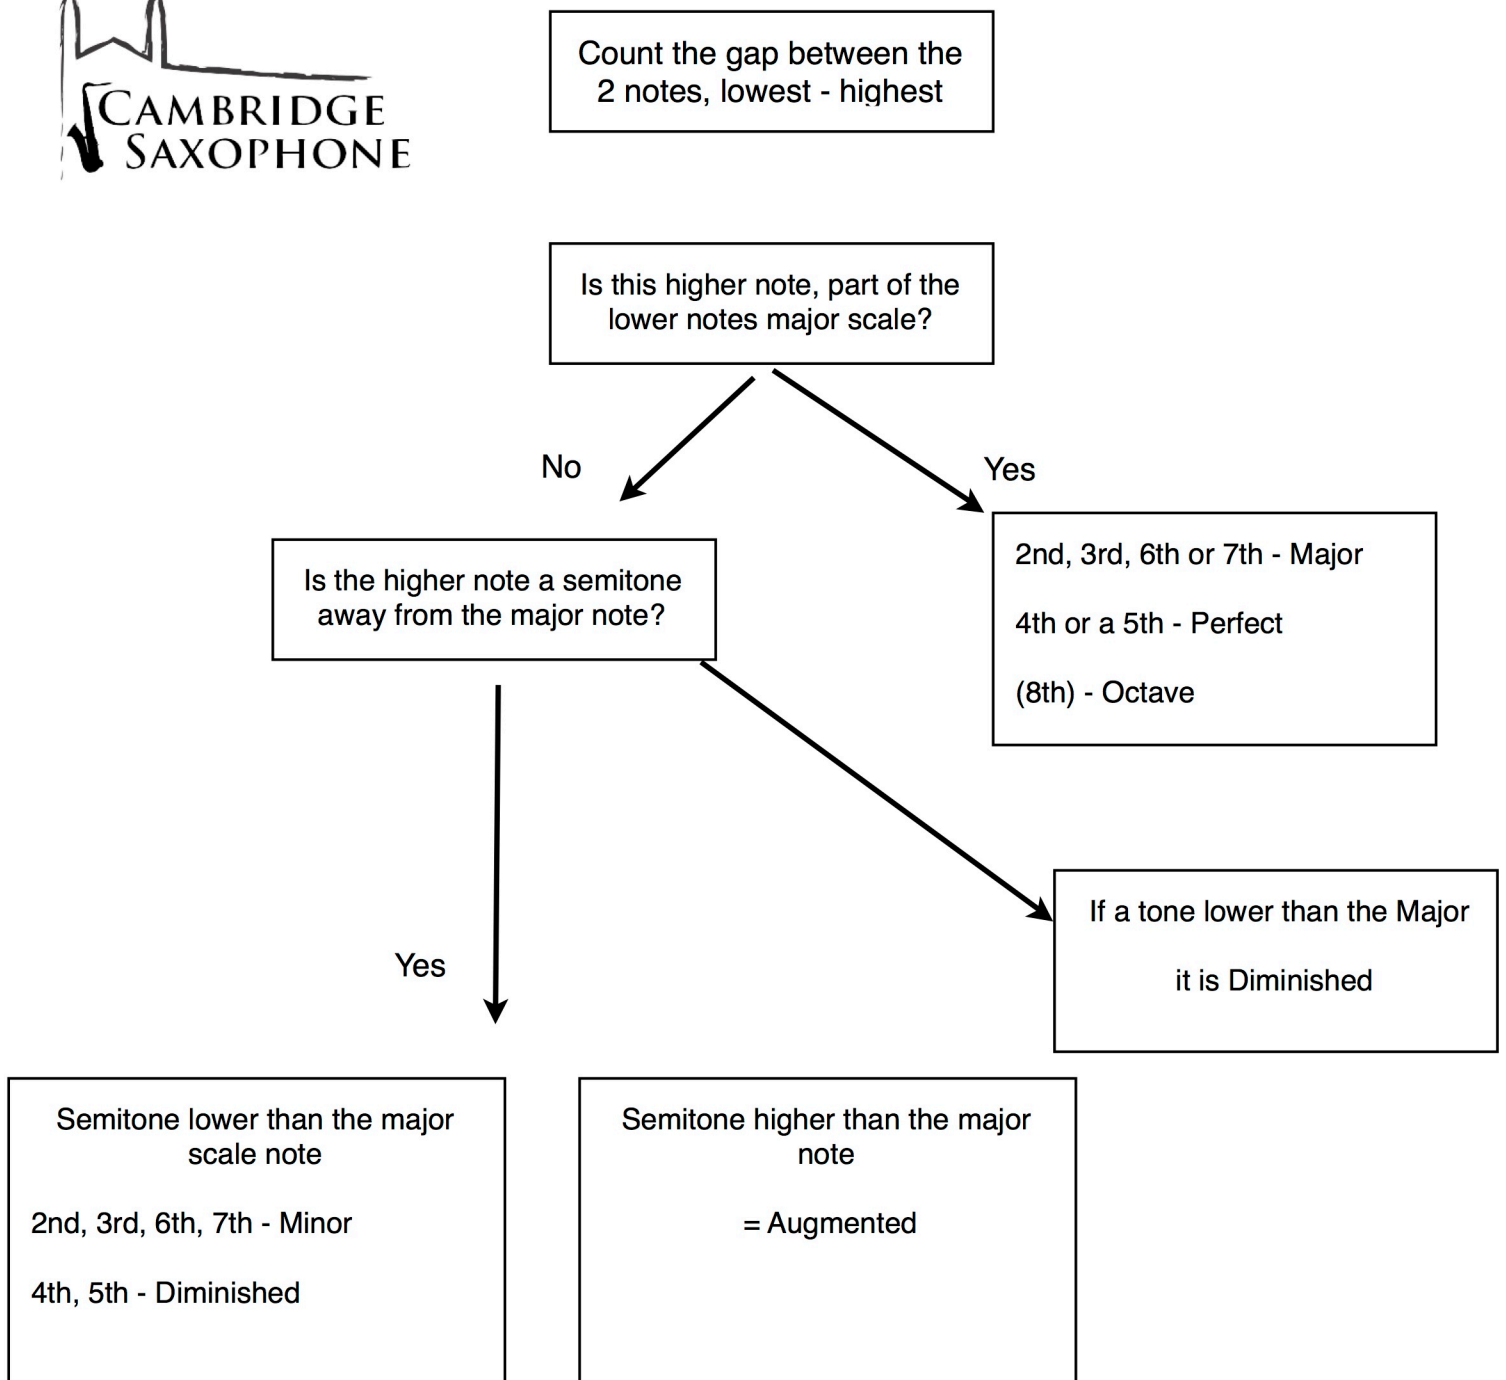 CAMBRIDGE
SAXOPHONE
Count the gap between the
2 notes, lowest - highest
Is this higher note, part of the
lower notes major scale?
No
Yes
Is the higher note a semitone
away from the major note?
2nd, 3rd, 6th or 7th - Major
4th or a 5th - Perfect
(8th) - Octave
If a tone lower than the Major
it is Diminished
Yes
Semitone lower than the major
scale note
2nd, 3rd, 6th, 7th - Minor
4th, 5th - Diminished
Semitone higher than the major
note
= Augmented